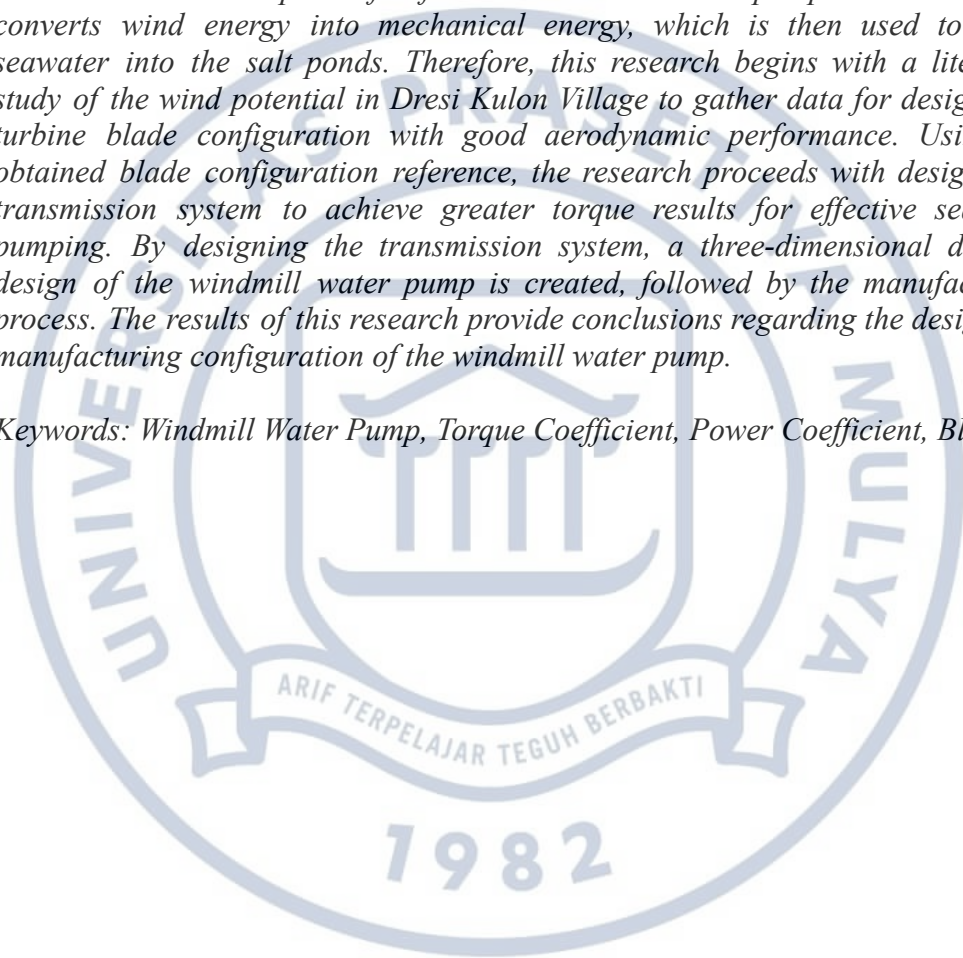 converts wind energy into mechanical energy, which is then used to
seawater into the salt ponds. Therefore, this research begins with a lite
study of the wind potential in Dresi Kulon Village to gather data for desig
turbine blade configuration with good aerodynamic performance. Usi
obtained blade configuration reference, the research proceeds with desig
transmission system to achieve greater torque results for effective se
pumping. By designing the transmission system, a three-dimensional d
design of the windmill water pump is created, followed by the manufac
process. The results of this research provide conclusions regarding the desig
manufacturing configuration of the windmill water pump.
Keywords: Windmill Water Pump, Torque Coefficient, Power Coefficient, Bl
UNIVERSITAS PRASETIYA MULYA
ARIF TERPELAJAR TEGUH BERBAKTI
1982